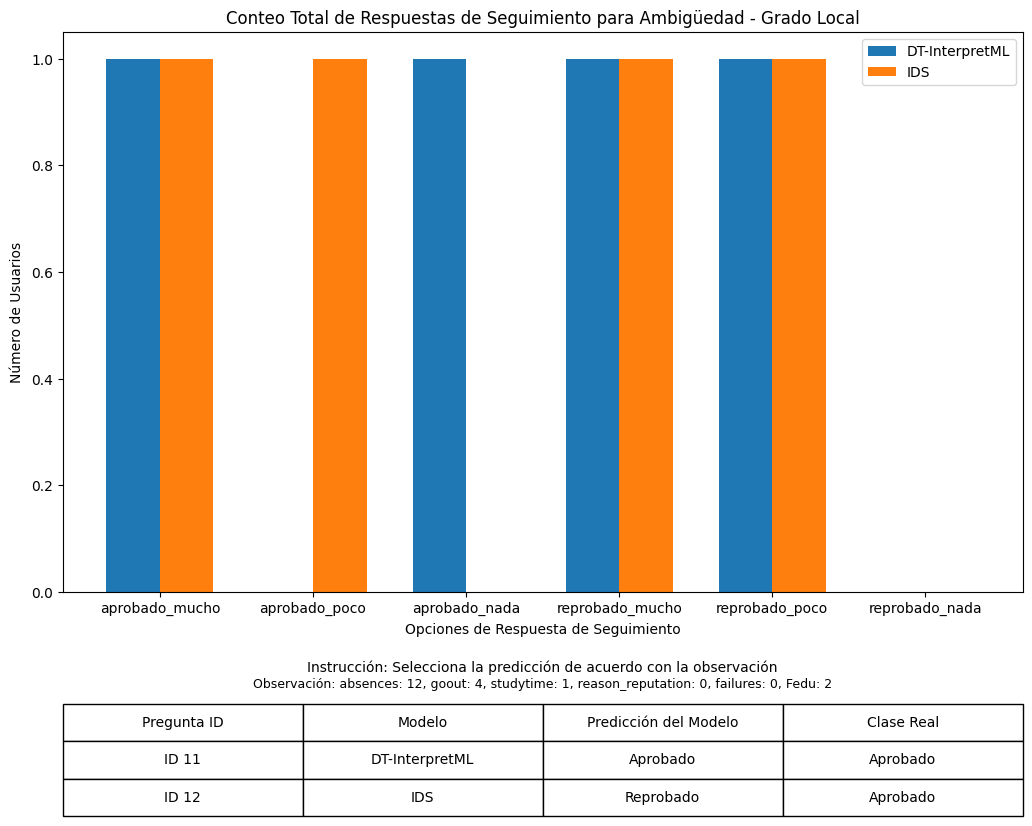 Conteo Total de Respuestas de Seguimiento para Ambigüedad - Grado Local
DT-InterpretML
IDS
Número de Usuarios
1.0
0.8
0.6
0.4
0.2
0.0
aprobado_mucho aprobado_poco aprobado_nada reprobado_mucho reprobado_poco reprobado_nada
Opciones de Respuesta de Seguimiento
Instrucción: Selecciona la predicción de acuerdo con la observación
Observación: absences: 12, goout: 4, studytime: 1, reason_reputation: 0, failures: 0, Fedu: 2
Pregunta ID Modelo Predicción del Modelo Clase Real
ID 11 DT-InterpretML Aprobado Aprobado
ID 12 IDS Reprobado Aprobado